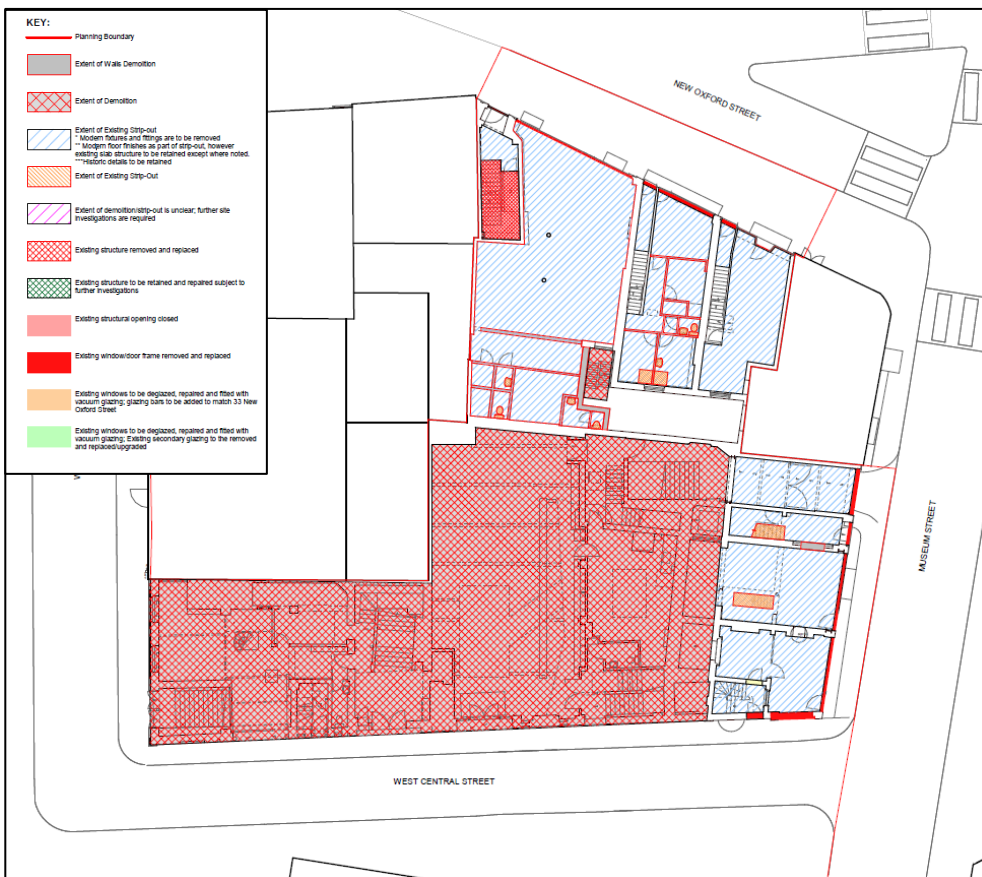 KEY:
Planning Boundary
Extent of Walls Demolition
Extent of Demolition
Extent of Existing Strip-out
* Modern fixtures and fittings are to be removed
** Modern floor finishes as part of strip-out, however
existing slab structure to be retained except where noted.
***Historic details to be retained
Extent of Existing Strip-Out
Extent of demolition/strip-out is unclear; further site
investigations are required
Existing structure removed and replaced
Existing structure to be retained and repaired subject to
further investigations
Existing structural opening closed
Existing window/door frame removed and replaced
Existing windows to be deglazed, repaired and fitted with
vacuum glazing; glazing bars to be added to match 33 New
Oxford Street
Existing windows to be deglazed, repaired and fitted with
vacuum glazing; Existing secondary glazing to the removed
and replaced/upgraded
NEW OXFORD STREET
MUSEUM STREET
WEST CENTRAL STREET